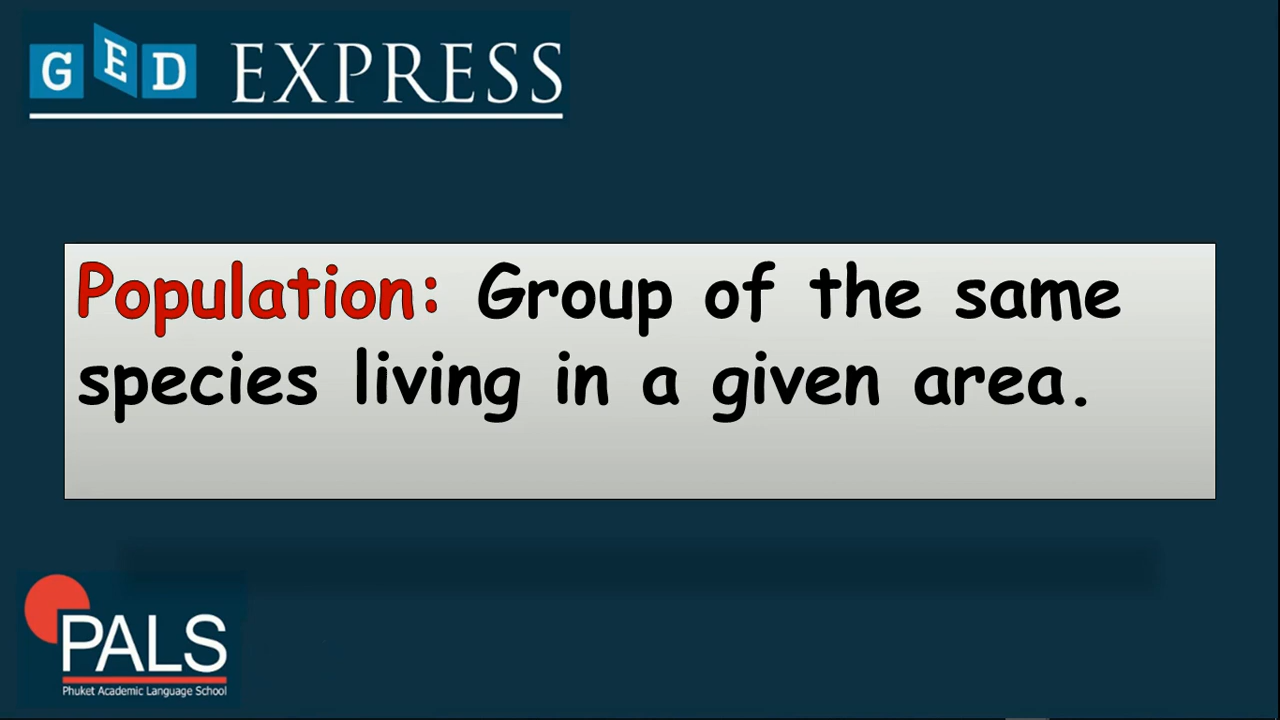 GED EXPRESS
Population: Group of the same
species living in a given area.
PALS
Phuket Academic Language School